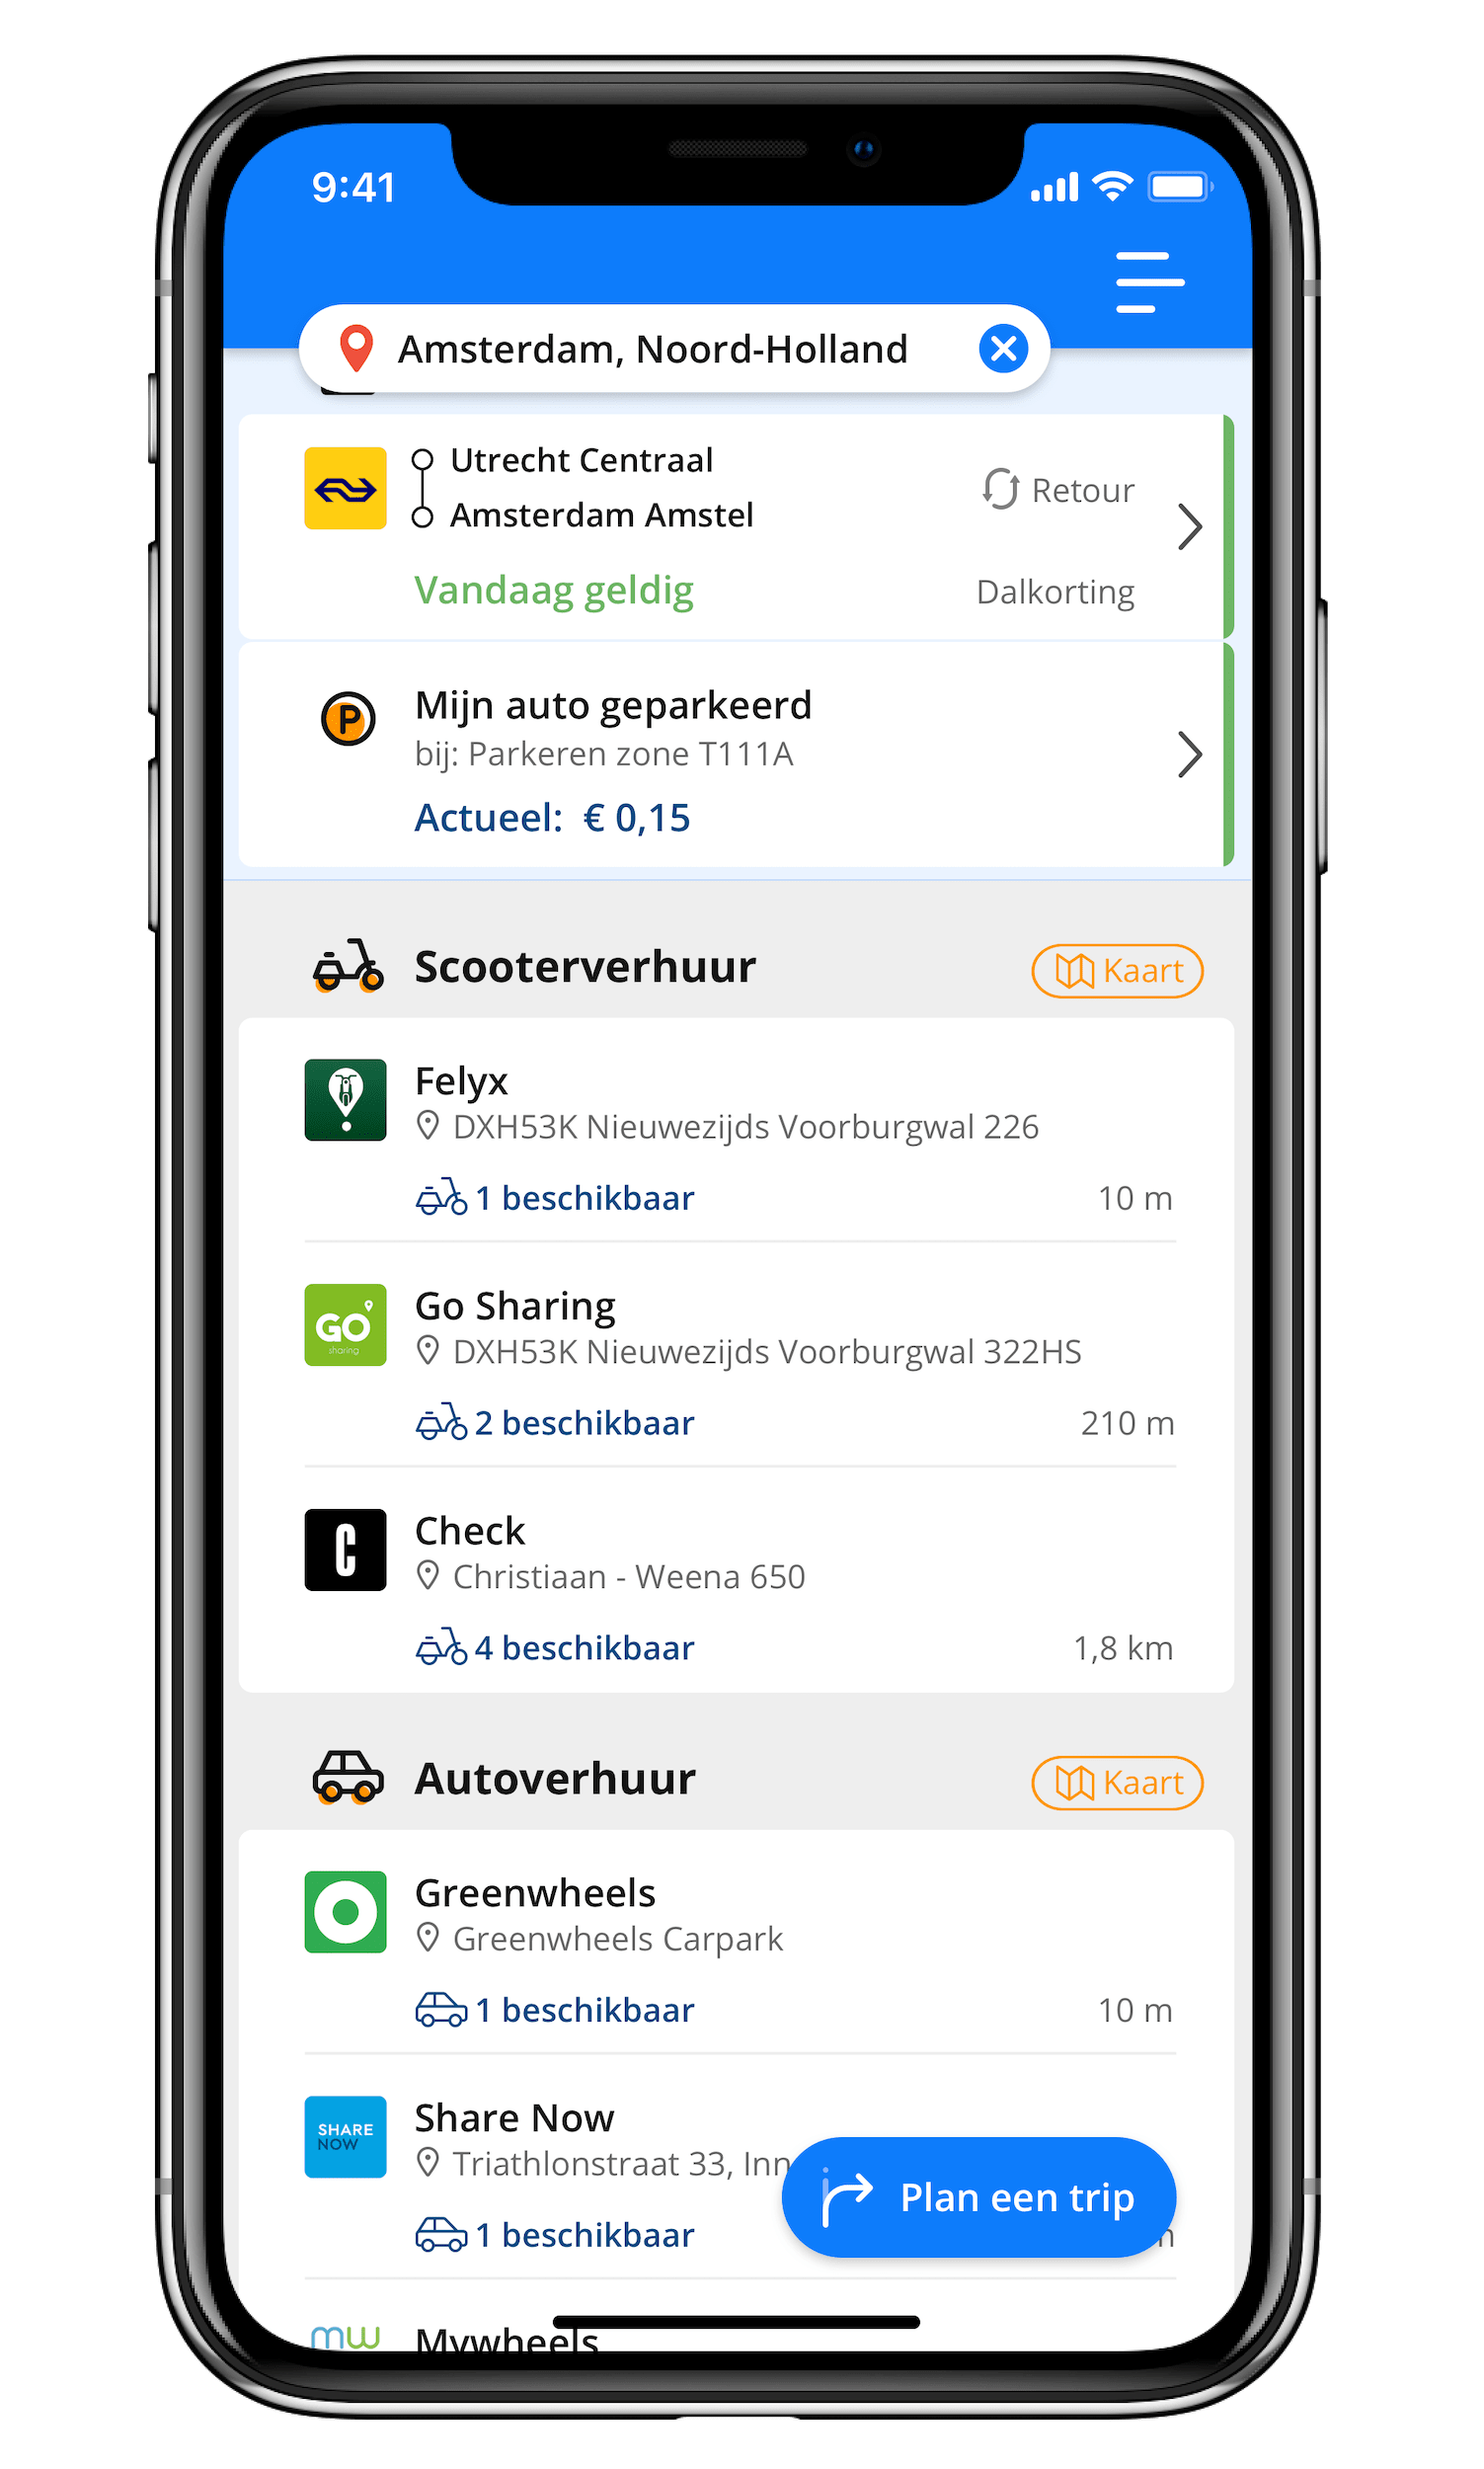 9:41
Amsterdam, Noord-Holland
Utrecht Centraal
Amsterdam Amstel
Retour
Vandaag geldig
Dalkorting
P
Mijn auto geparkeerd
bij: Parkeren zone T111A
Actueel: € 0,15
Scooterverhuur
Kaart
Felyx
DXH53K Nieuwezijds Voorburgwal 226
1 beschikbaar
10 m
GO
sharing
Go Sharing
DXH53K Nieuwezijds Voorburgwal 322HS
2 beschikbaar
210 m
C
Check
Christiaan - Weena 650
4 beschikbaar
1,8 km
Autoverhuur
Kaart
Greenwheels
Greenwheels Carpark
1 beschikbaar
10 m
SHARE
NOW
Share Now
Triathlonstraat 33, Inn
1 beschikbaar
Plan een trip
mw
Mywheels